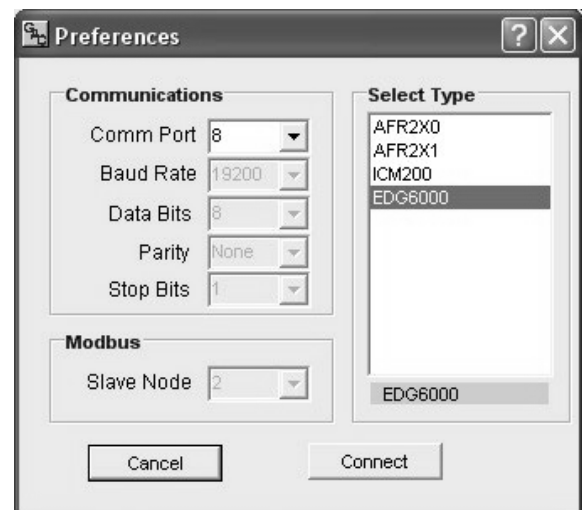 GAC Preferences
Communications
Comm Port 8
Baud Rate 19200
Data Bits 8
Parity None
Stop Bits 1
Modbus
Slave Node 2
Select Type
AFR2X0
AFR2X1
ICM200
EDG6000
EDG6000
Cancel
Connect